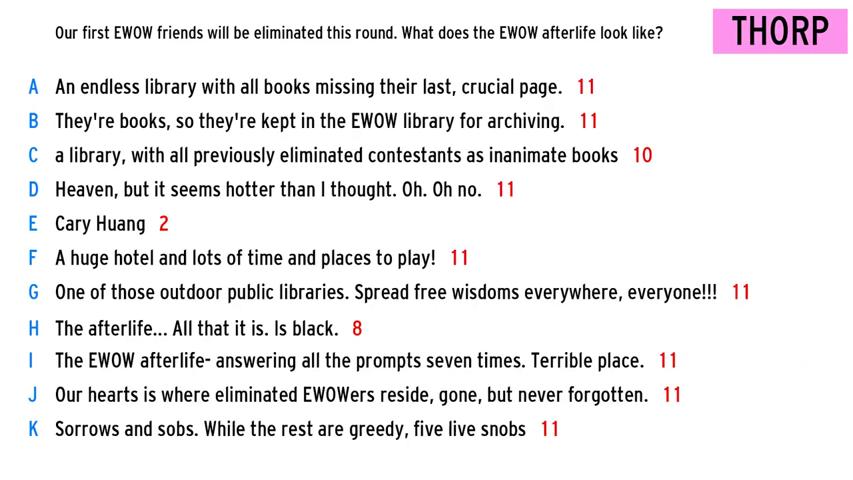 Our first EWOW friends will be eliminated this round. What does the EWOW afterlife look like?
THORP
A An endless library with all books missing their last, crucial page. 11
B They're books, so they're kept in the EWOW library for archiving. 11
C a library, with all previously eliminated contestants as inanimate books 10
D Heaven, but it seems hotter than I thought. Oh. Oh no. 11
E Cary Huang 2
F A huge hotel and lots of time and places to play! 11
G One of those outdoor public libraries. Spread free wisdoms everywhere, everyone!!! 11
H The afterlife... All that it is. Is black. 8
I The EWOW afterlife- answering all the prompts seven times. Terrible place. 11
J Our hearts is where eliminated EWOWers reside, gone, but never forgotten. 11
K Sorrows and sobs. While the rest are greedy, five live snobs 11